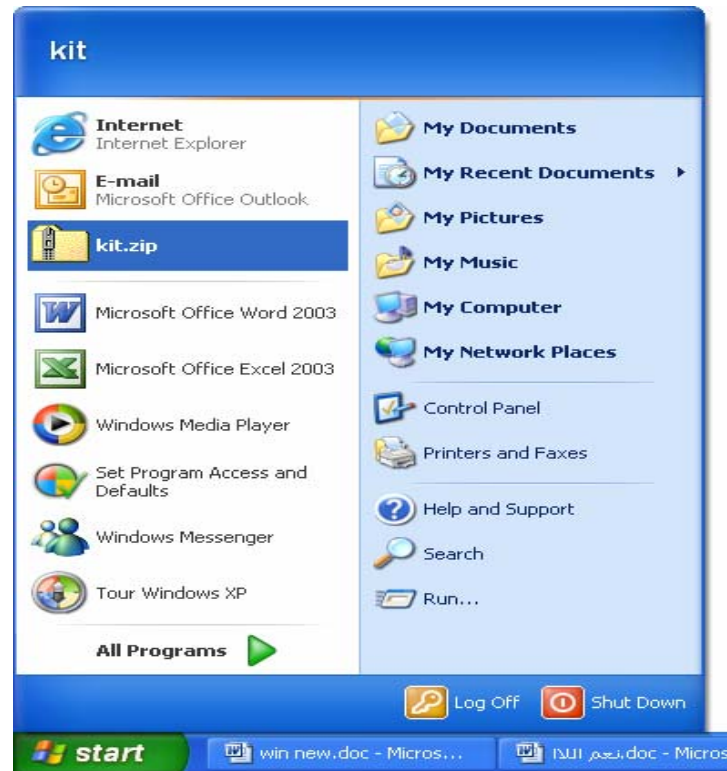 kit
Internet
Internet Explorer
E-mail
Microsoft Office Outlook
kit.zip
Microsoft Office Word 2003
Microsoft Office Excel 2003
Windows Media Player
Set Program Access and
Defaults
Windows Messenger
Tour Windows XP
All Programs
My Documents
My Recent Documents
My Pictures
My Music
My Computer
My Network Places
Control Panel
Printers and Faxes
Help and Support
Search
Run...
Log Off
Shut Down
start
win new.doc - Micros...
.doc - Micros